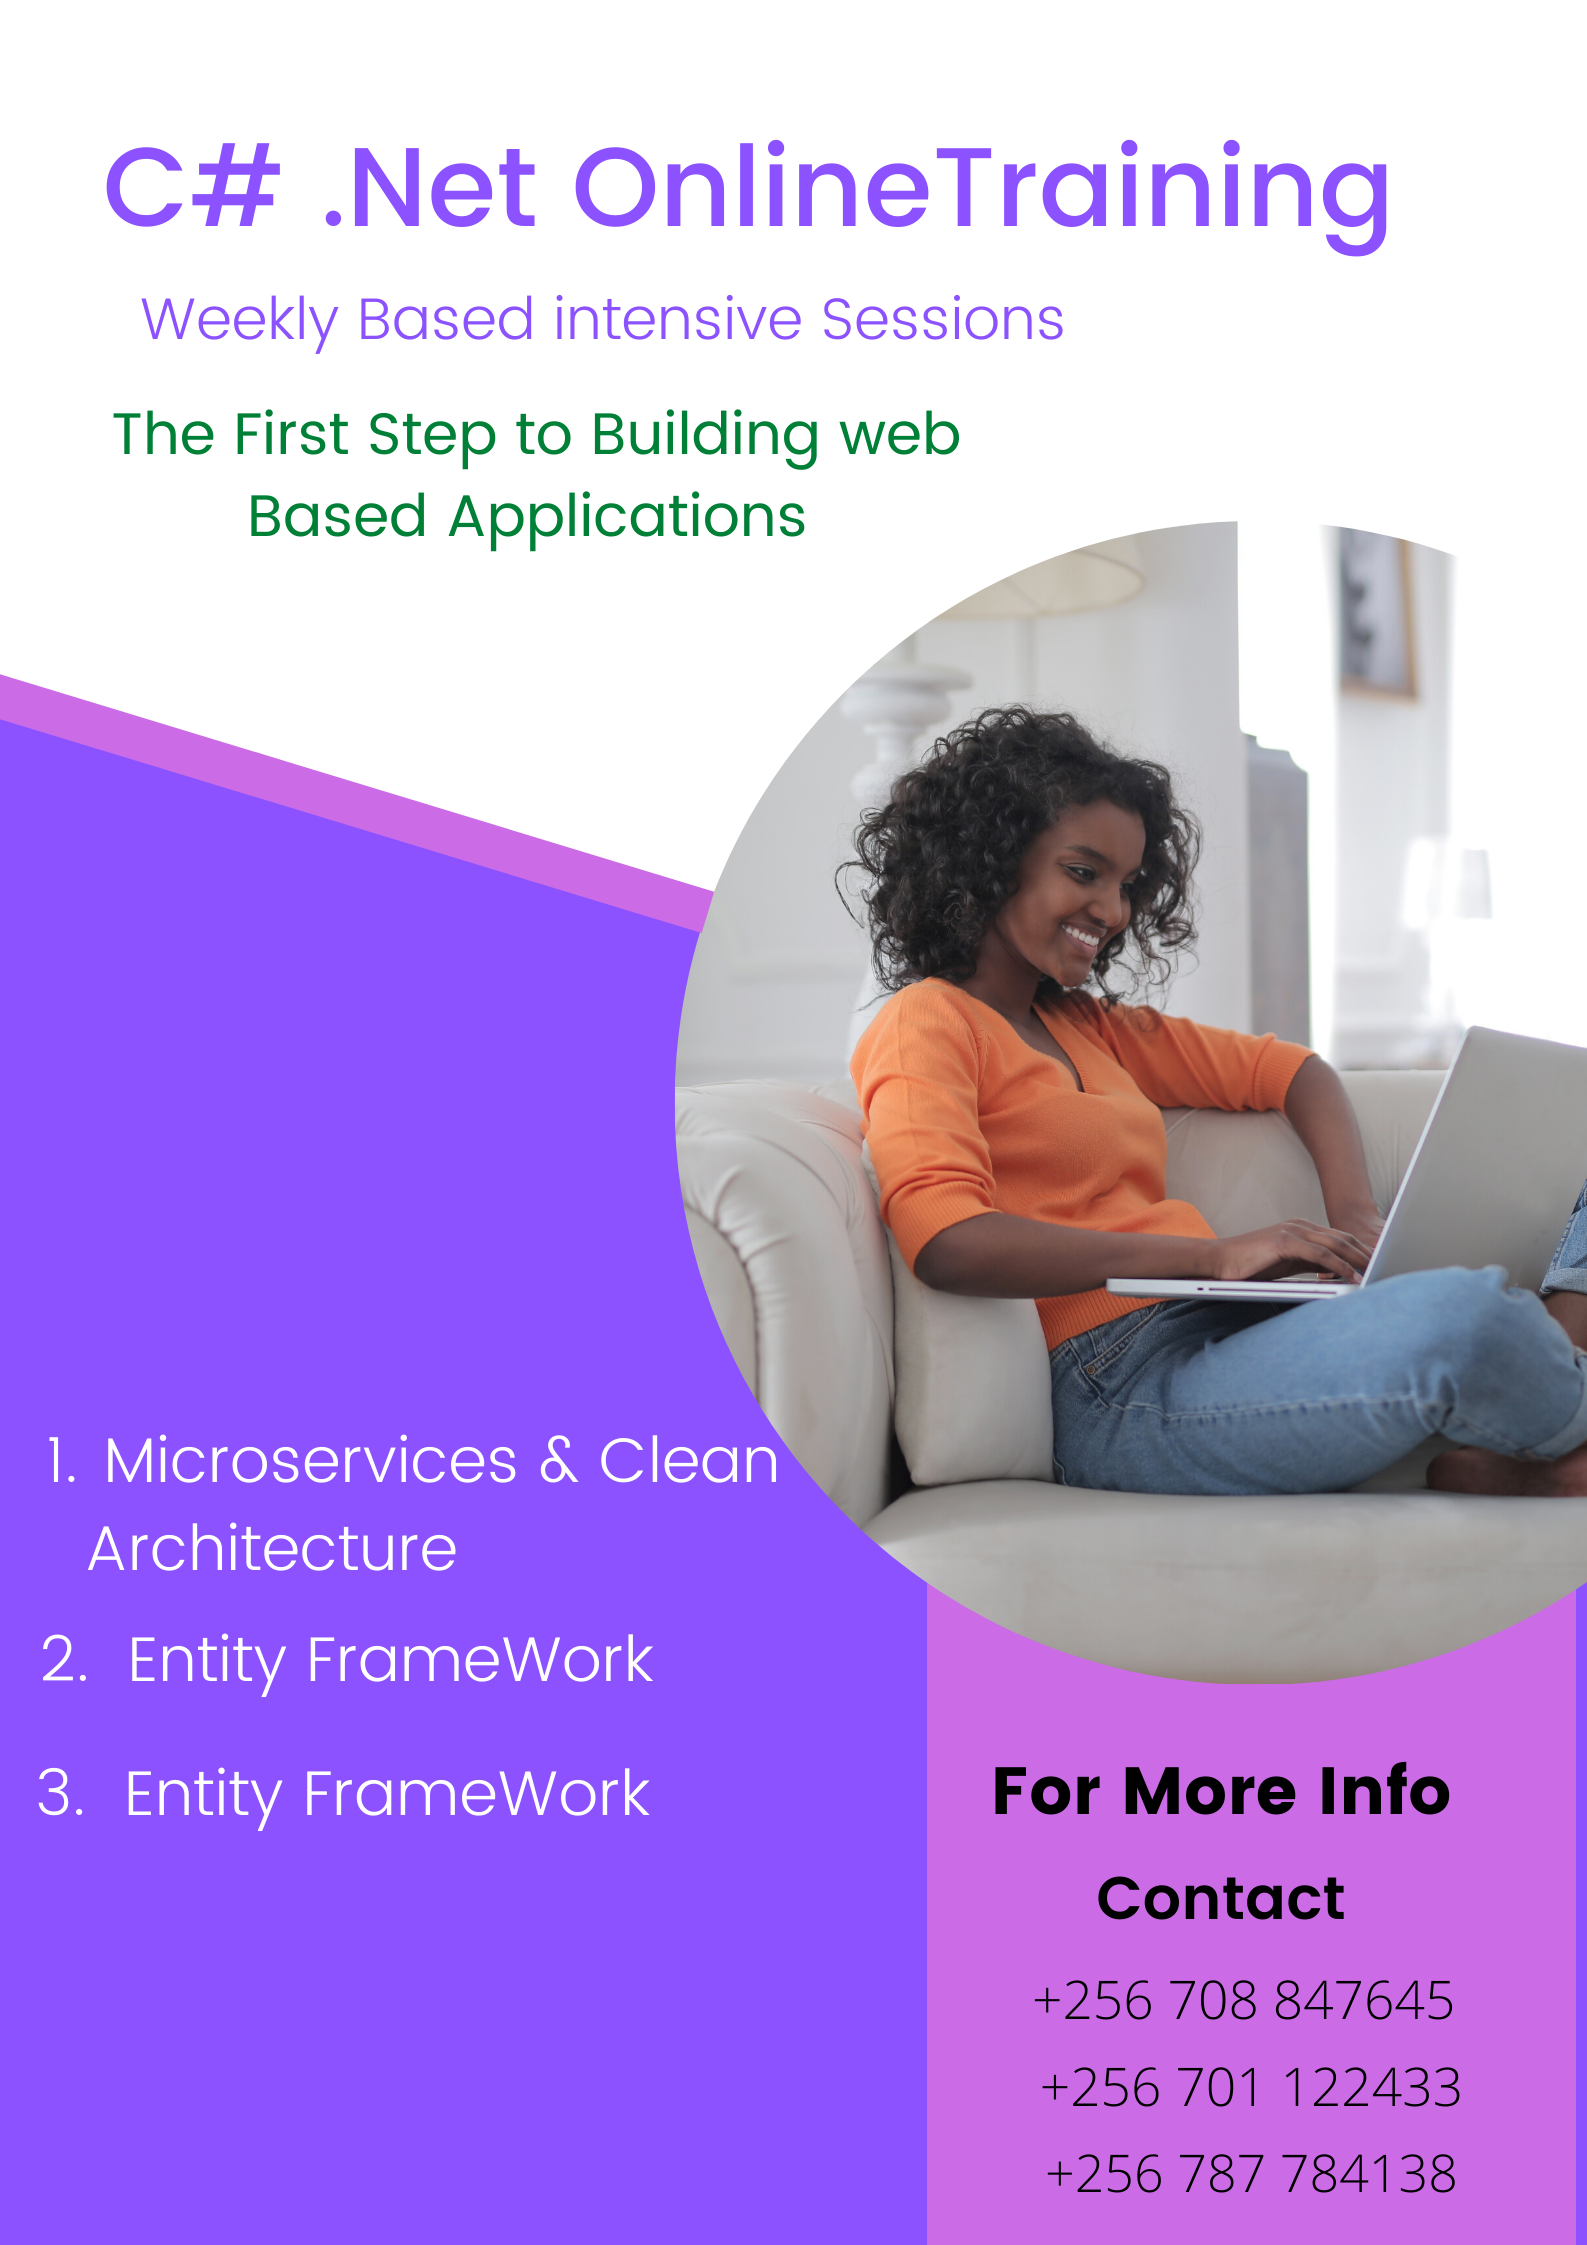 C# .Net OnlineTraining
Weekly Based intensive Sessions
The First Step to Building web
Based Applications
1. Microservices & Clean
Architecture
2. Entity FrameWork
3. Entity FrameWork
For More Info
Contact
+256 708 847645
+256 701 122433
+256 787 784138